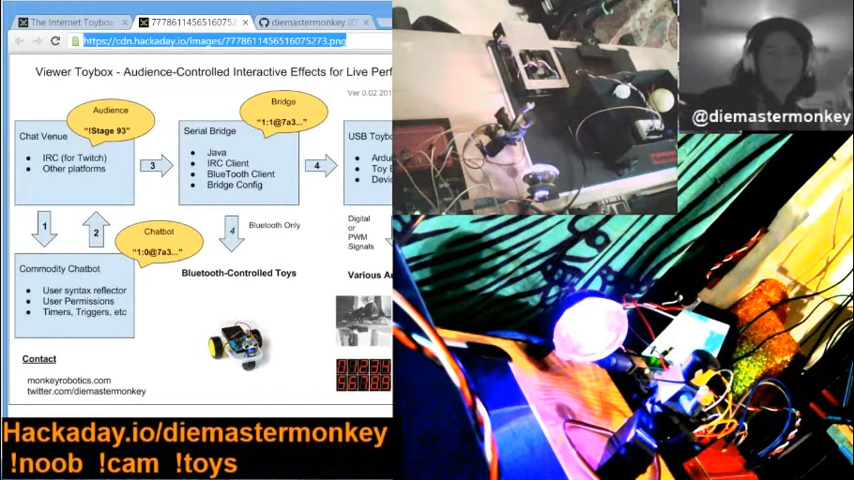 The Internet Toybox
7778611456516075273
diemastermonkey (D
https://cdn.hackaday.io/images/7778611456516075273.png
Viewer Toybox - Audience-Controlled Interactive Effects for Live Perf
Ver 0.02 201
Audience
"!Stage 93"
Bridge
"1:1@7a3..."
Chat Venue
IRC (for Twitch)
Other platforms
3
Serial Bridge
Java
IRC Client
BlueTooth Client
Bridge Config
4
USB Toybo
Ardu
Toy B
Devic
1
2
Chatbot
"1:0@7a3..."
4
Bluetooth Only
Digital
or
PWM
Signals
Commodity Chatbot
User syntax reflector
User Permissions
Timers, Triggers, etc
Bluetooth-Controlled Toys
Various Au
Contact
monkeyrobotics.com
twitter.com/diemastermonkey
@diemastermonkey
Hackaday.io/diemastermonkey
!noob !cam !toys